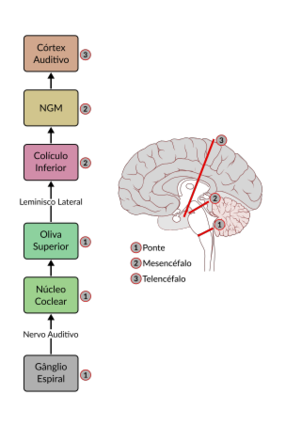 Córtex
Auditivo
3
NGM
2
Colículo
Inferior
2
Leminisco Lateral
Oliva
Superior
1
Núcleo
Coclear
1
Nervo Auditivo
Gânglio
Espiral
1
3
2
1
1 Ponte
2 Mesencéfalo
3 Telencéfalo